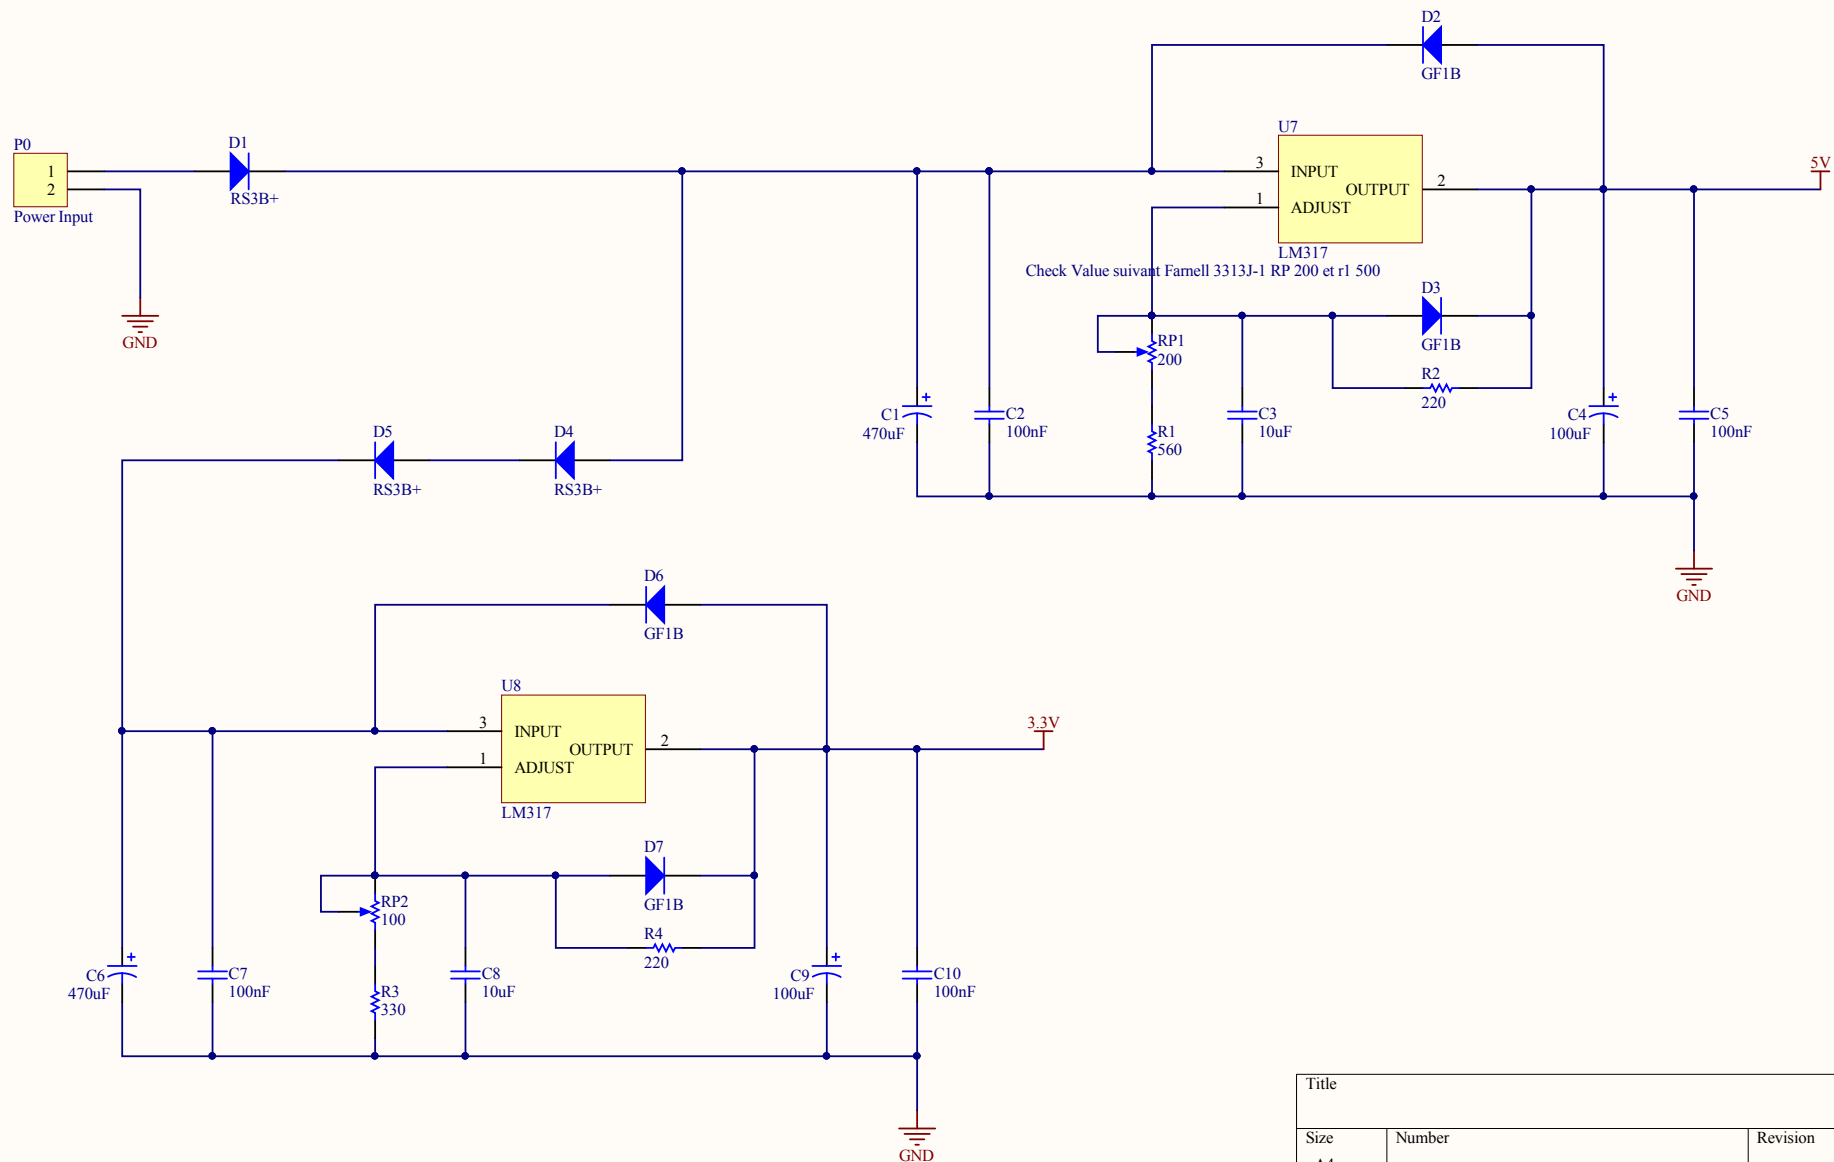 D2
GF1B
U7
3
INPUT
OUTPUT
2
1
ADJUST
LM317
5V
P0
1
2
Power Input
D1
RS3B+
GND
Check Value suivant Farnell 3313J-1 RP 200 et r1 500
D3
GF1B
R2
220
RP1
200
R1
560
C1
470uF
C2
100nF
C3
10uF
C4
100uF
C5
100nF
GND
D5
RS3B+
D4
RS3B+
D6
GF1B
U8
3
INPUT
OUTPUT
2
1
ADJUST
LM317
3.3V
D7
GF1B
R4
220
RP2
100
R3
330
C6
470uF
C7
100nF
C8
10uF
C9
100uF
C10
100nF
GND
Title
Size
Number
Revision